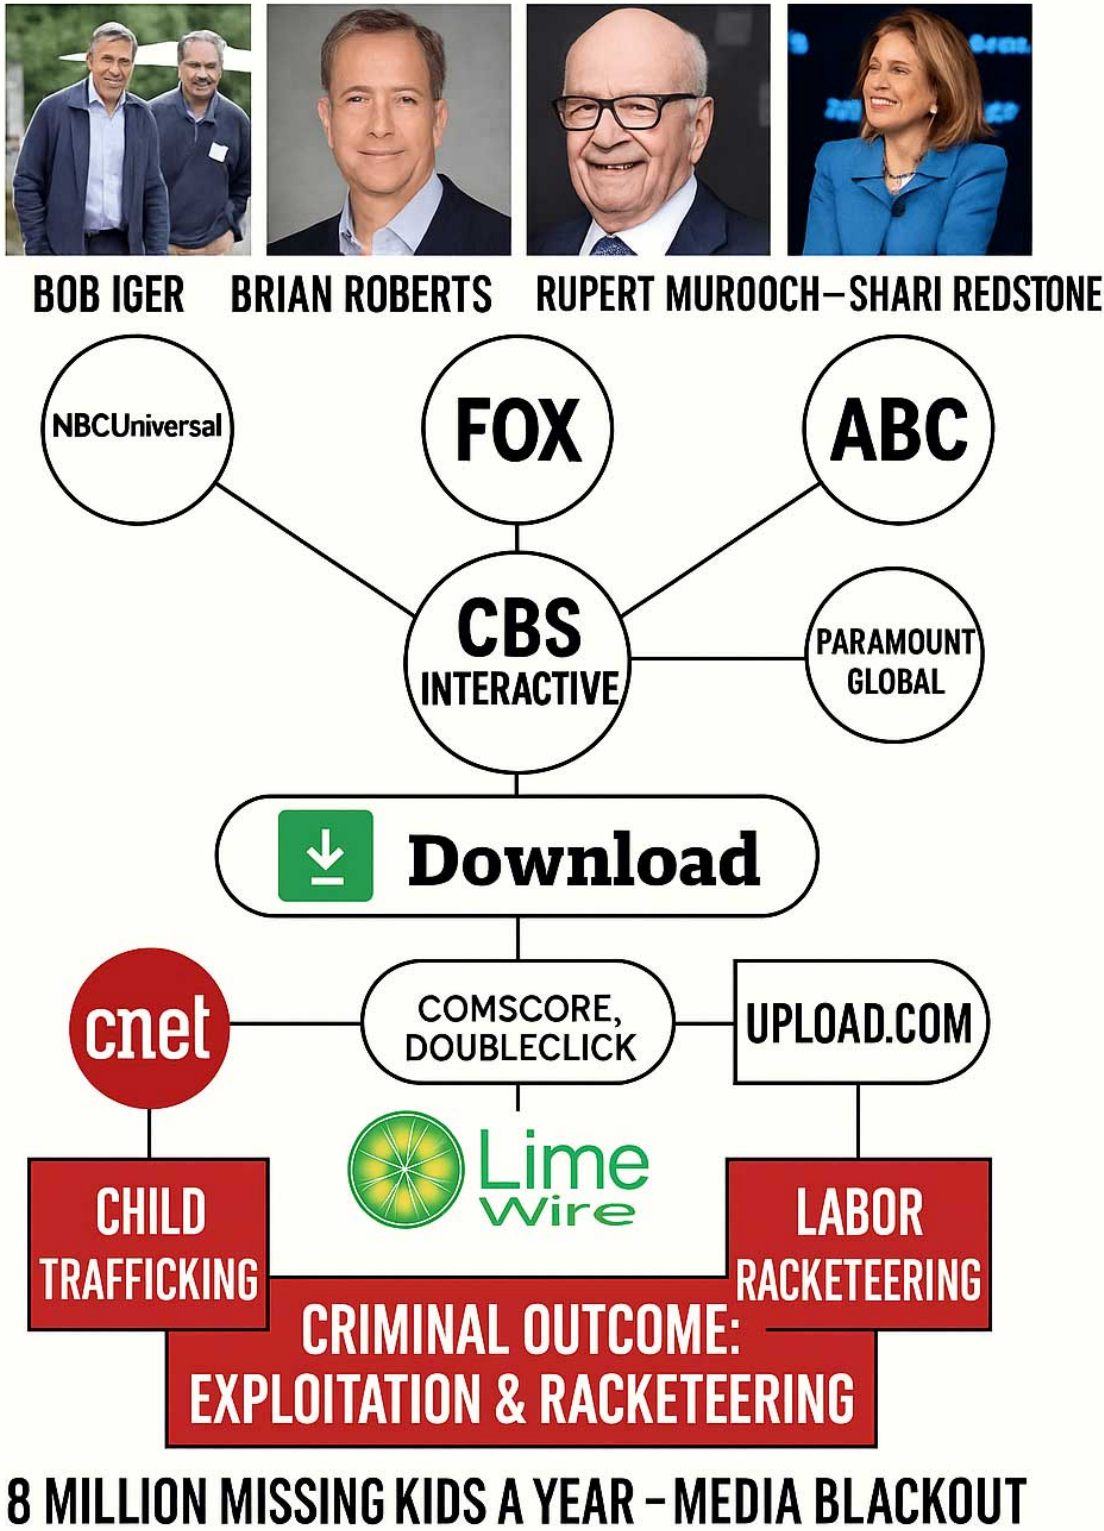 BOB IGER BRIAN ROBERTS RUPERT MUROOCH–SHARI REDSTONE
NBCUniversal
FOX
ABC
CBS
INTERACTIVE
PARAMOUNT
GLOBAL
Download
cnet
COMSCORE,
DOUBLECLICK
UPLOAD.COM
Lime
Wire
CHILD
TRAFFICKING
LABOR
RACKETEERING
CRIMINAL OUTCOME:
EXPLOITATION & RACKETEERING
8 MILLION MISSING KIDS A YEAR – MEDIA BLACKOUT